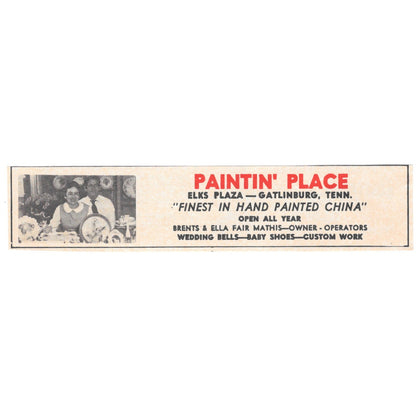 PAINTIN' PLACE
ELKS PLAZA — GATLINBURG, TENN.
"FINEST IN HAND PAINTED CHINA"
OPEN ALL YEAR
BRENTS & ELLA FAIR MATHIS—OWNER - OPERATORS
WEDDING BELLS—BABY SHOES—CUSTOM WORK